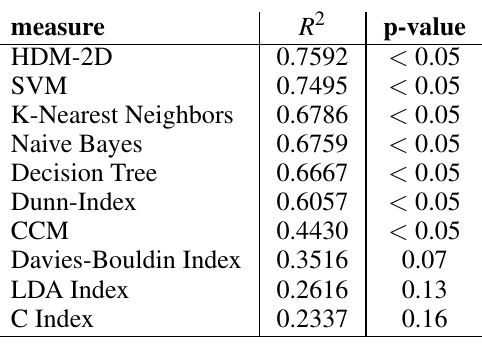 measure R² p-value
HDM-2D 0.7592 < 0.05
SVM 0.7495 < 0.05
K-Nearest Neighbors 0.6786 < 0.05
Naive Bayes 0.6759 < 0.05
Decision Tree 0.6667 < 0.05
Dunn-Index 0.6057 < 0.05
CCM 0.4430 < 0.05
Davies-Bouldin Index 0.3516 0.07
LDA Index 0.2616 0.13
C Index 0.2337 0.16